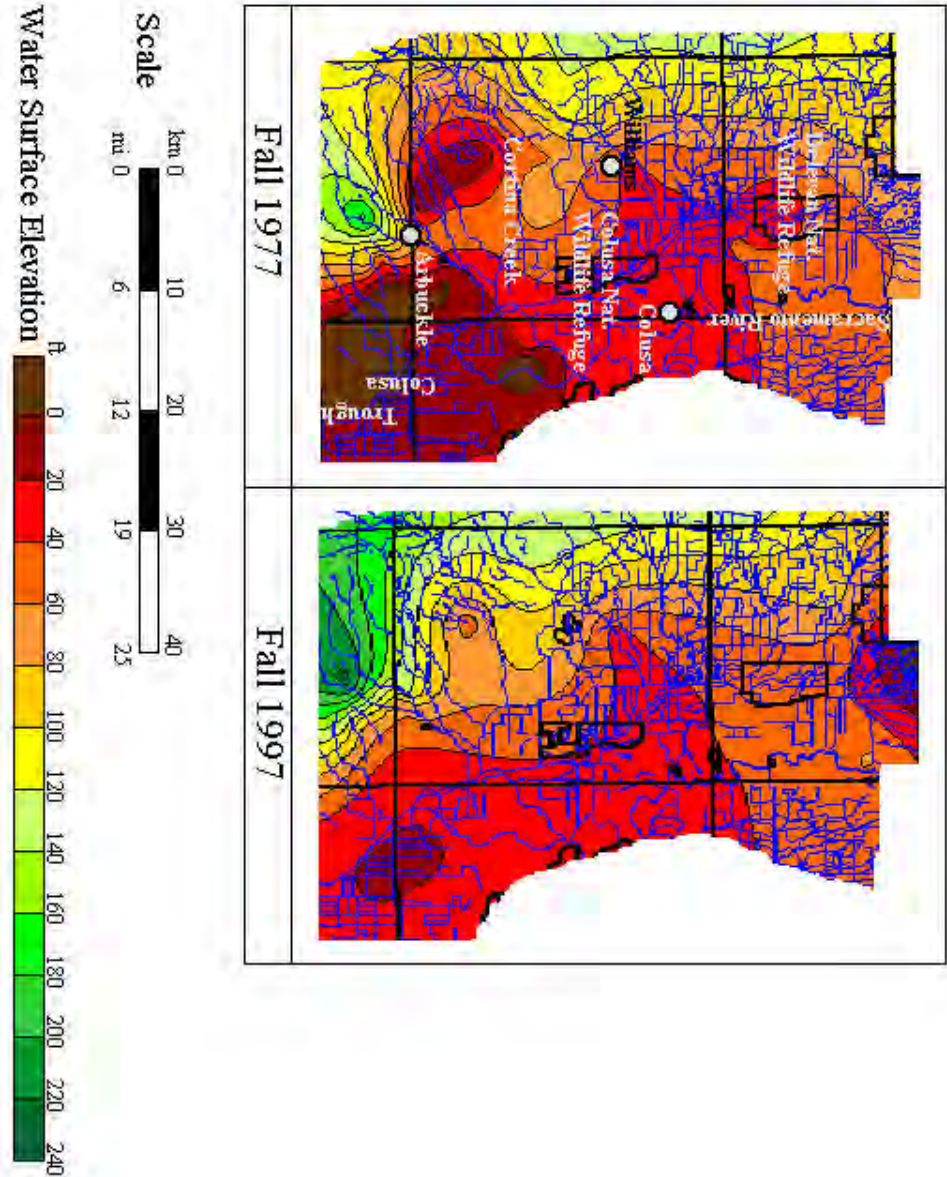 Fall 1977
Fall 1997
Delevan Nat.
Wildlife Refuge
Sacramento River
Williams
Colusa Nat.
Wildlife Refuge
Colusa
Cortina Creek
Arbuckle
Colusa
Trough
Scale
km 0 10 20 30 40
mi 0 6 12 19 25
Water Surface Elevation
ft 0 20 40 60 80 100 120 140 160 180 200 220 240